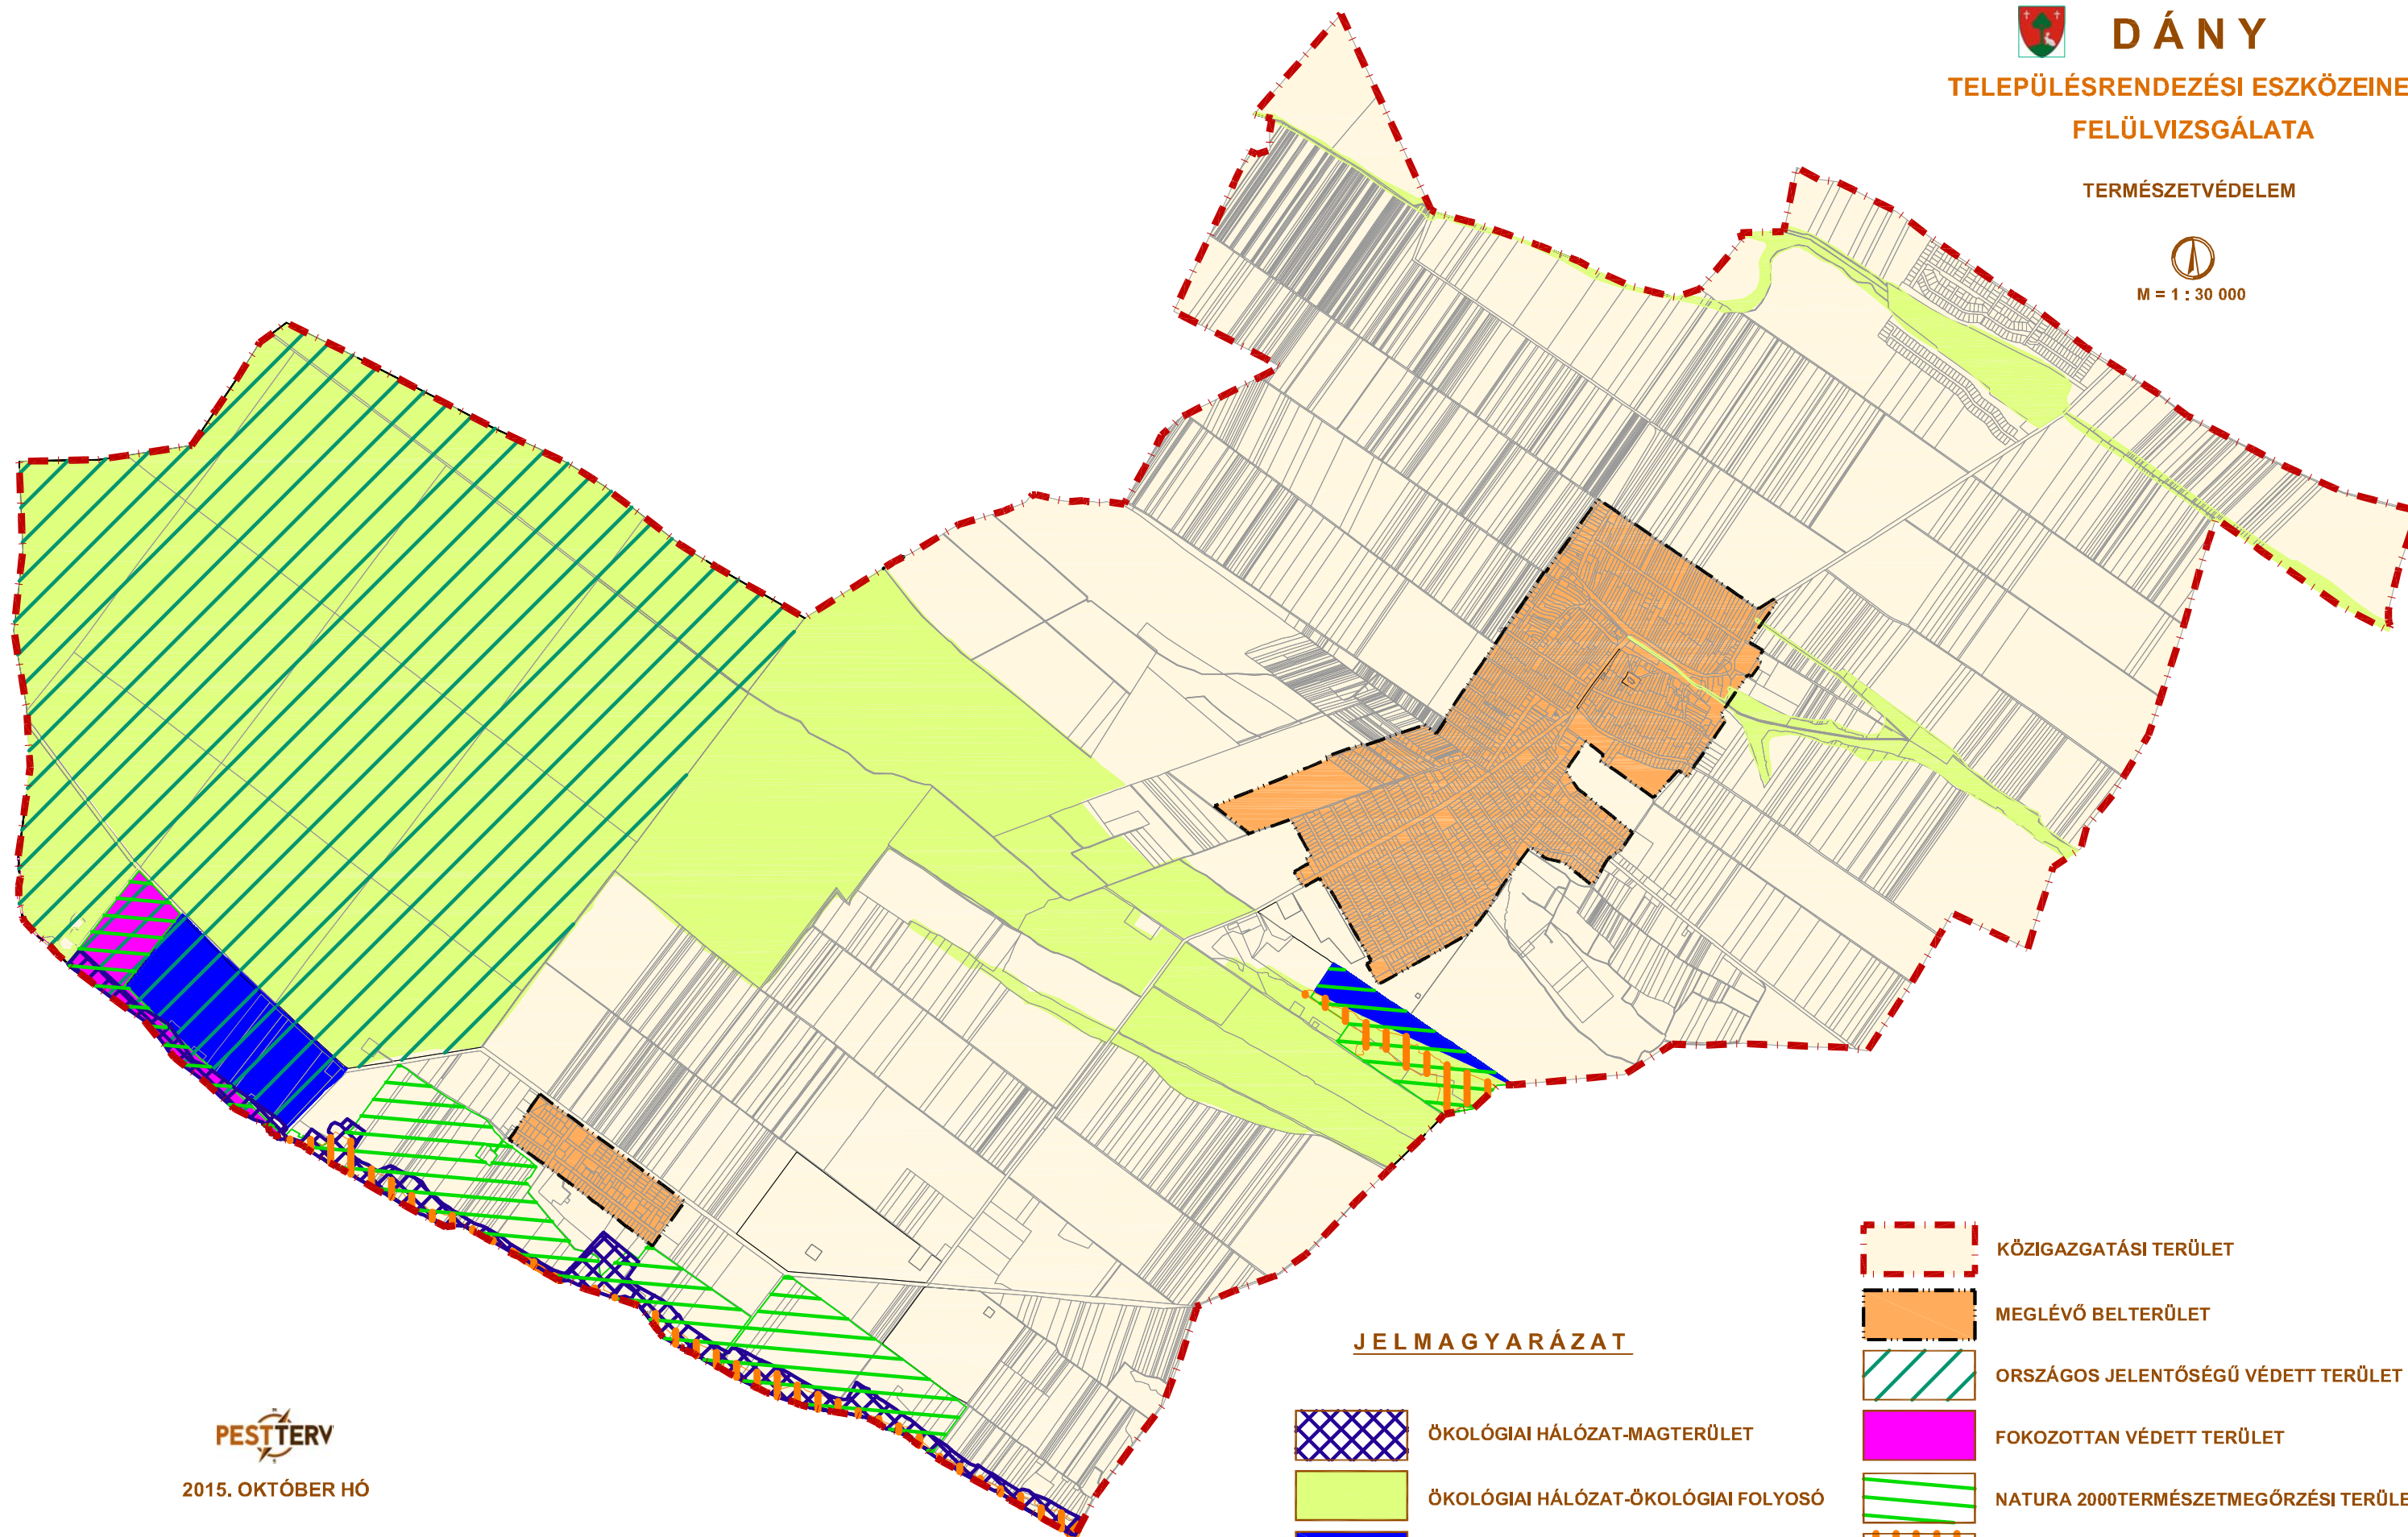 DÁNY
TELEPÜLÉSRENDEZÉSI ESZKÖZEINE
FELÜLVIZSGÁLATA
TERMÉSZETVÉDELEM
M = 1 : 30 000
KÖZIGAZGATÁSI TERÜLET
MEGLÉVŐ BELTERÜLET
JELMAGYARÁZAT
ORSZÁGOS JELENTŐSÉGŰ VÉDETT TERÜLET
ÖKOLÓGIAI HÁLÓZAT-MAGTERÜLET
FOKOZOTTAN VÉDETT TERÜLET
ÖKOLÓGIAI HÁLÓZAT-ÖKOLÓGIAI FOLYOSÓ
NATURA 2000TERMÉSZETMEGŐRZÉSI TERÜLE
PESTTERV
2015. OKTÓBER HÓ